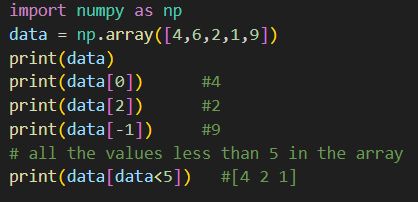 import numpy as np
data = np.array([4,6,2,1,9])
print(data)
print(data[0])      #4
print(data[2])      #2
print(data[-1])     #9
# all the values less than 5 in the array
print(data[data<5])   #[4 2 1]